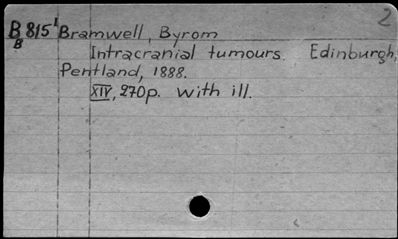 2
B 815¹ Bramwell, Byrom
B
Intracranial tumours. Edinburgh,
Pentland, 1888.
XIV, 270p. with ill.